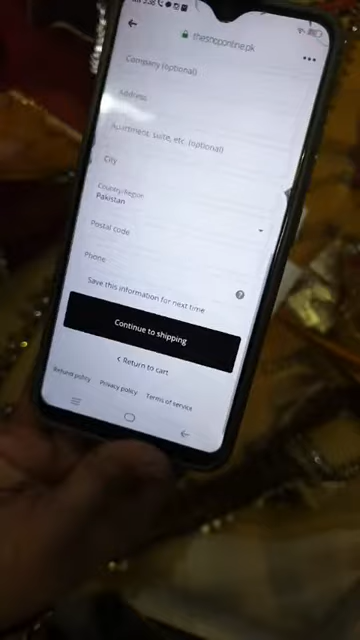 theshoponline.pk
Company (optional)
Address
Apartment, suite, etc. (optional)
City
Country/Region
Pakistan
Postal code
Phone
Save this information for next time
Continue to shipping
< Return to cart
Refund policy Privacy policy Terms of service